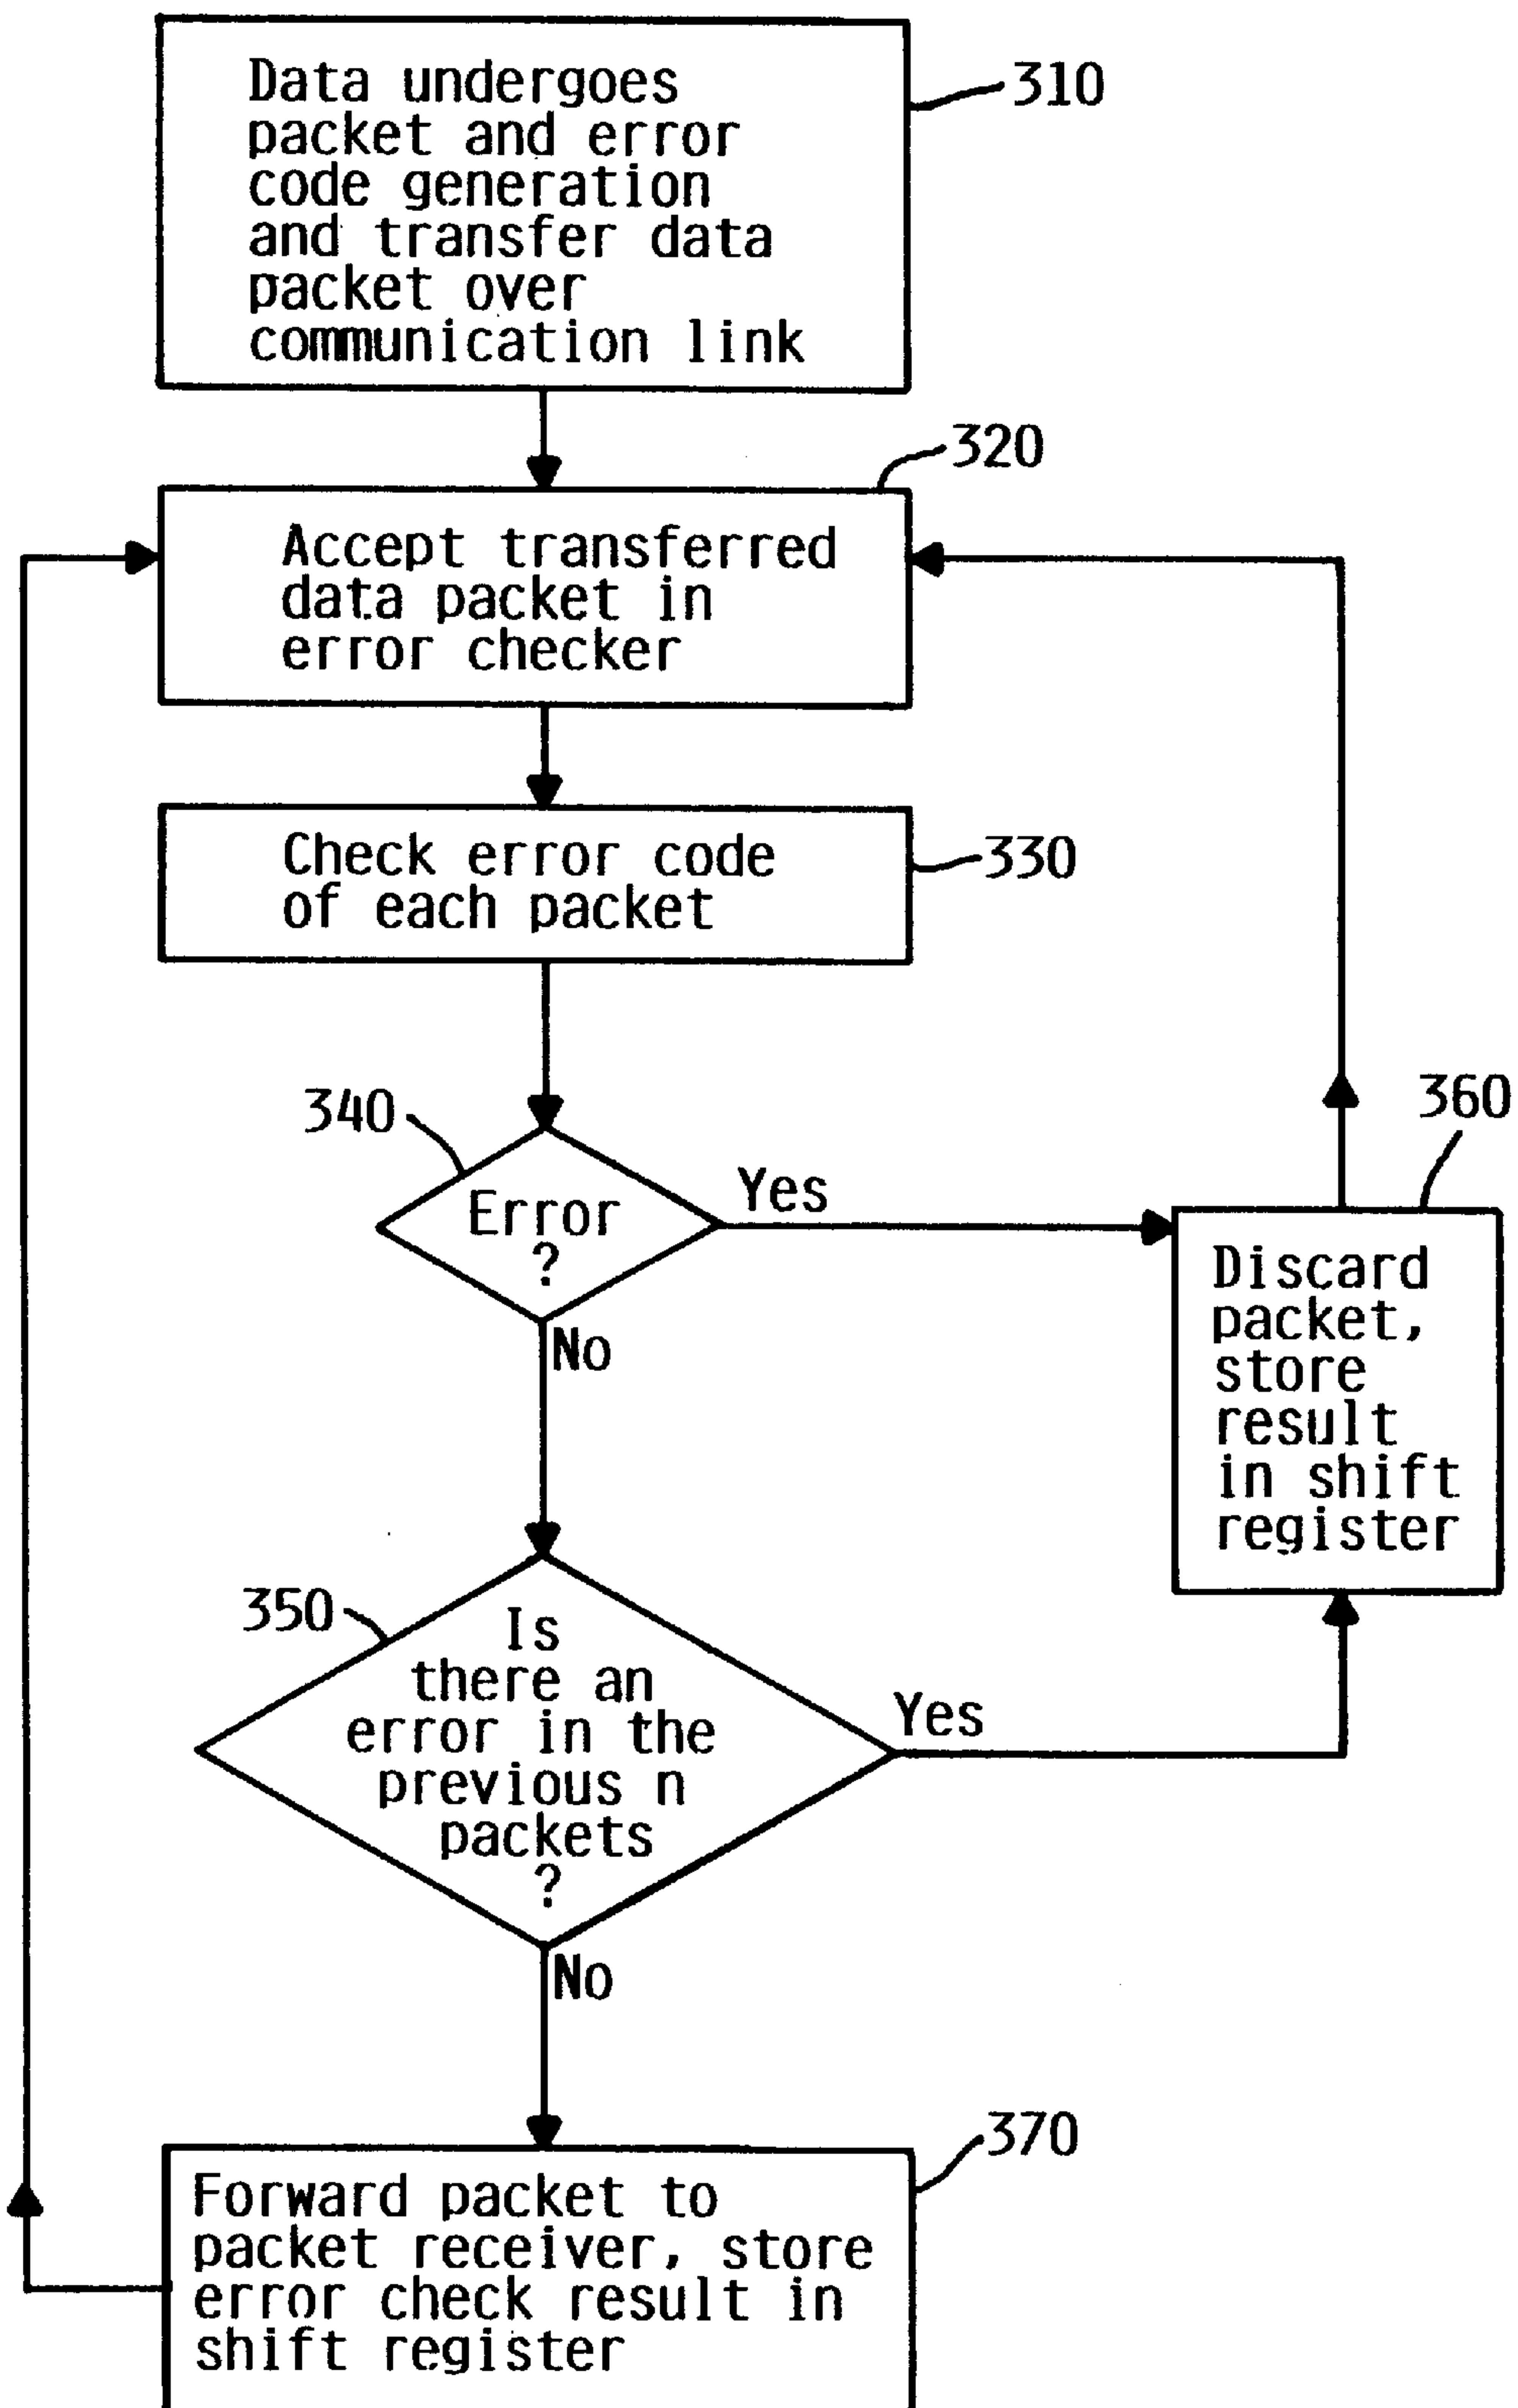 Data undergoes
packet and error
code generation
and transfer data
packet over
communication link
310
320
Accept transferred
data packet in
error checker
Check error code
of each packet
330
340
Error
?
Yes
No
360
Discard
packet,
store
result
in shift
register
350
Is
there an
error in the
previous n
packets
?
Yes
No
370
Forward packet to
packet receiver, store
error check result in
shift register